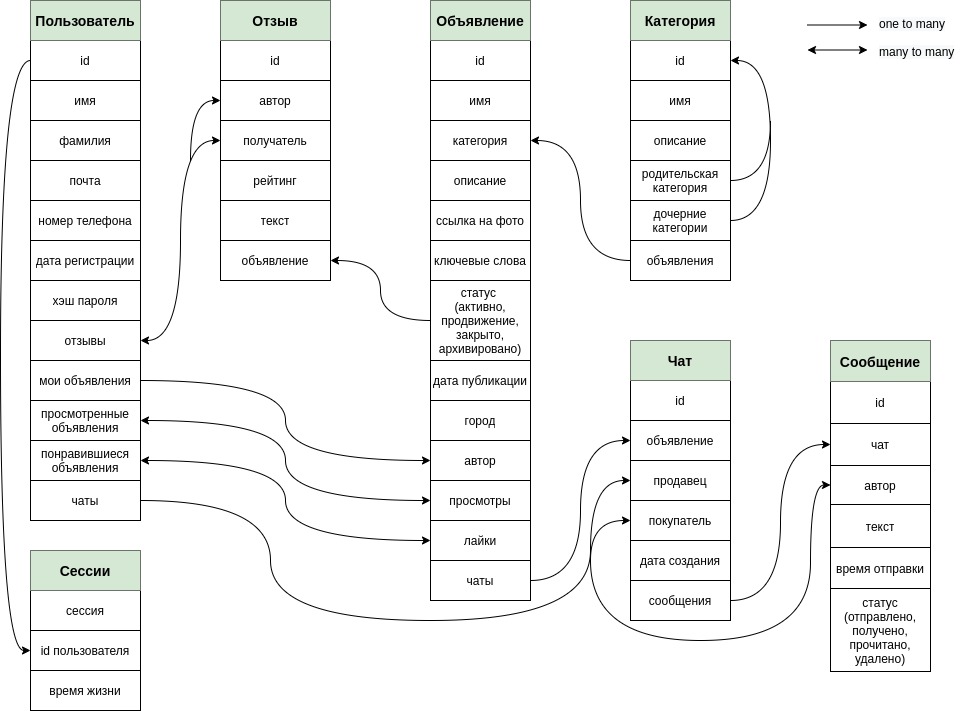 Пользователь
id
имя
фамилия
почта
номер телефона
дата регистрации
хэш пароля
отзывы
мои объявления
просмотренные
объявления
понравившиеся
объявления
чаты
Отзыв
id
автор
получатель
рейтинг
текст
объявление
Объявление
id
имя
категория
описание
ссылка на фото
ключевые слова
статус
(активно,
продвижение,
закрыто,
архивировано)
дата публикации
город
автор
просмотры
лайки
чаты
Категория
id
имя
описание
родительская
категория
дочерние
категории
объявления
one to many
many to many
Чат
id
объявление
продавец
покупатель
дата создания
сообщения
Сообщение
id
чат
автор
текст
время отправки
статус
(отправлено,
получено,
прочитано,
удалено)
Сессии
сессия
id пользователя
время жизни